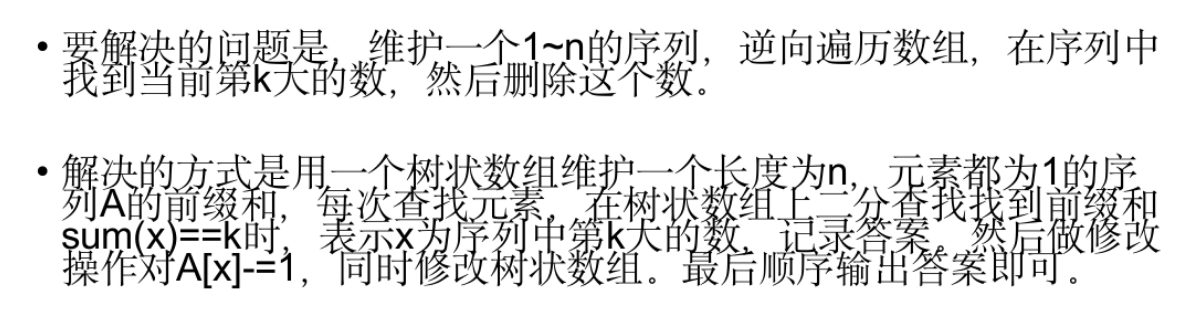 • 要解决的问题是，维护一个1~n的序列，逆向遍历数组，在序列中
找到当前第k大的数，然后删除这个数。
• 解决的方式是用一个树状数组维护一个长度为n，元素都为1的序
列A的前缀和，每次查找元素，在树状数组上二分查找找到前缀和
sum(x)==k时，表示x为序列中第k大的数，记录答案。然后做修改
操作对A[x]-=1，同时修改树状数组。最后顺序输出答案即可。